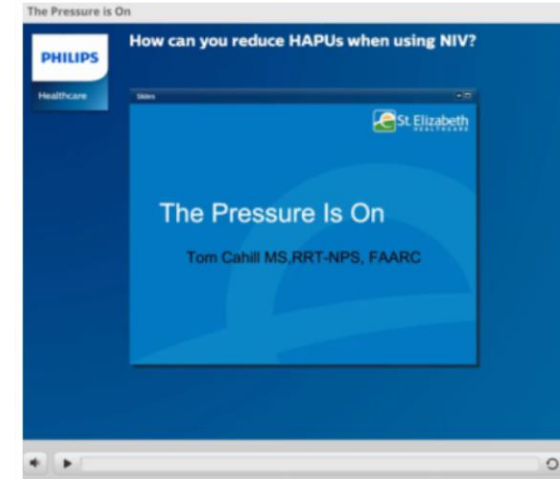 The Pressure is On
PHILIPS
Healthcare
How can you reduce HAPUs when using NIV?
Slides
St. Elizabeth
HEALTHCARE
The Pressure Is On
Tom Cahill MS,RRT-NPS, FAARC